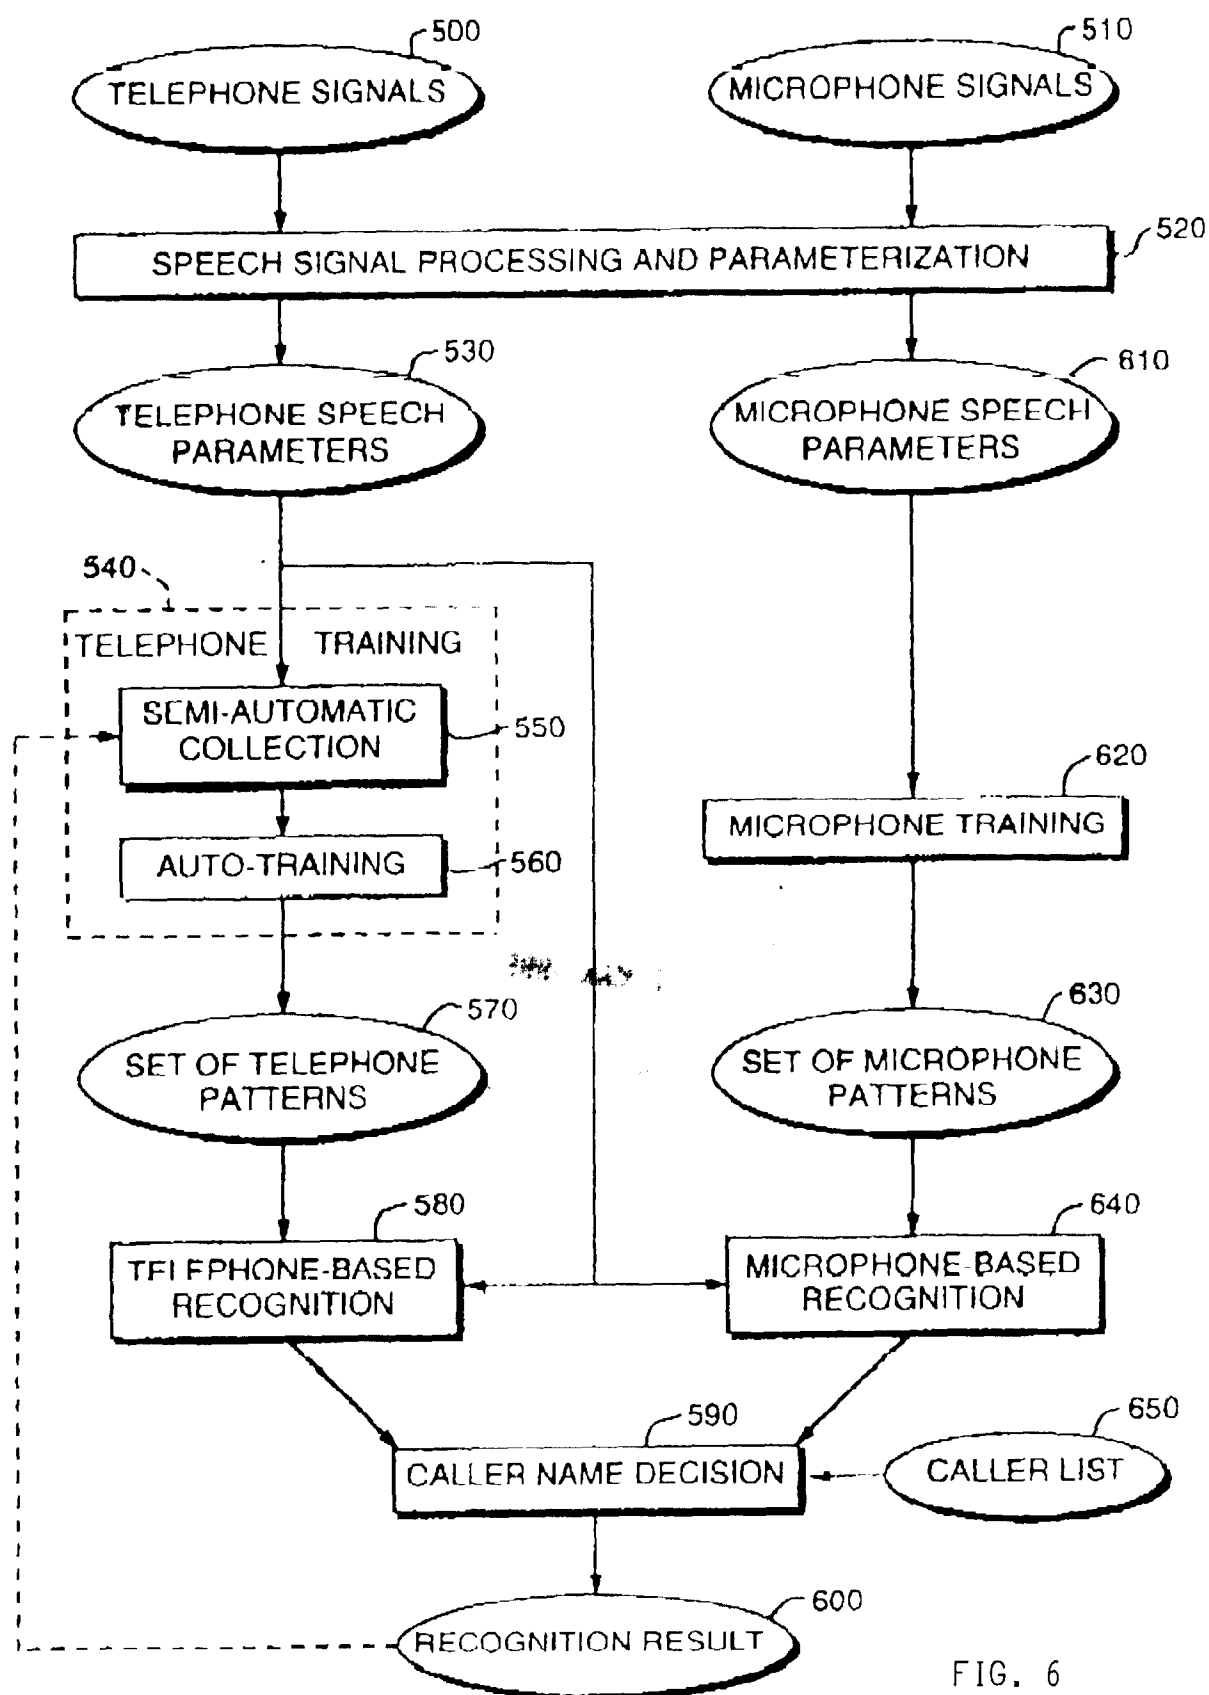 500
510
TELEPHONE SIGNALS
MICROPHONE SIGNALS
520
SPEECH SIGNAL PROCESSING AND PARAMETERIZATION
530
610
TELEPHONE SPEECH
PARAMETERS
MICROPHONE SPEECH
PARAMETERS
540
TELEPHONE TRAINING
SEMI-AUTOMATIC
COLLECTION
550
620
MICROPHONE TRAINING
AUTO-TRAINING
560
570
630
SET OF TELEPHONE
PATTERNS
SET OF MICROPHONE
PATTERNS
580
640
TELEPHONE-BASED
RECOGNITION
MICROPHONE-BASED
RECOGNITION
590
650
CALLER NAME DECISION
CALLER LIST
600
RECOGNITION RESULT
FIG. 6